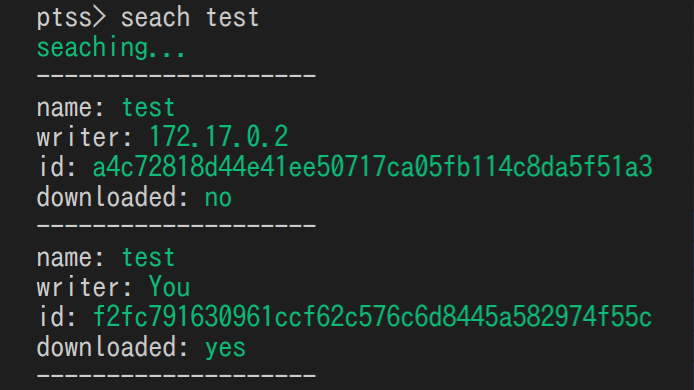 ptss> seach test
seaching...
--------------------
name: test
writer: 172.17.0.2
id: a4c72818d44e41ee50717ca05fb114c8da5f51a3
downloaded: no
--------------------
name: test
writer: You
id: f2fc791630961ccf62c576c6d8445a582974f55c
downloaded: yes
--------------------